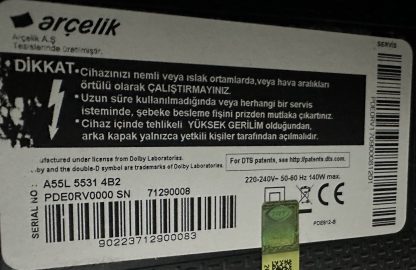 arçelik
Arçelik A.Ş
Tesislerinde üretilmiştir.
SERVİS
DİKKAT • Cihazınızı nemli veya ıslak ortamlarda,veya hava aralıkları
örtülü olarak ÇALIŞTIRMAYINIZ.
• Uzun süre kullanılmadığında veya herhangi bir servis
isteminde, şebeke besleme fişini prizden mutlaka çıkartınız.
• Cihaz içinde tehlikeli YÜKSEK GERİLİM olduğundan,
arka kapak yalnızca yetkili kişiler tarafından açılmalıdır.
ufactured under license from Dolby Laboratories.
by and the double-D symbol are trademarks of Dolby Laboratories.
For DTS patents, see http://patents.dts.com.
A55L 5531 4B2
PDE0RV0000 SN 71290008
220-240V~ 50-60 Hz 140W max.
SERIAL NO:
90223712900083
CE